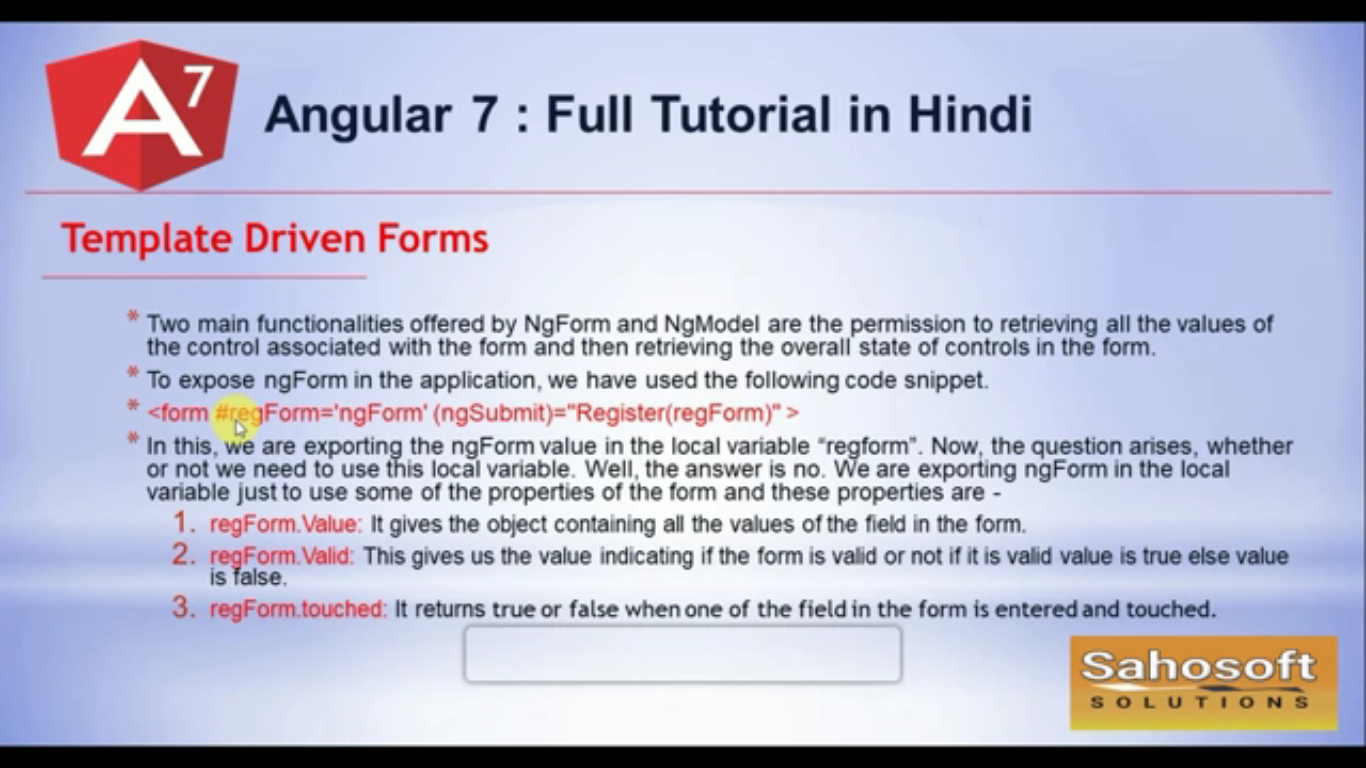 A7
Angular 7 : Full Tutorial in Hindi
Template Driven Forms
* Two main functionalities offered by NgForm and NgModel are the permission to retrieving all the values of
the control associated with the form and then retrieving the overall state of controls in the form.
* To expose ngForm in the application, we have used the following code snippet.
* <form #regForm='ngForm' (ngSubmit)="Register(regForm)" >
* In this, we are exporting the ngForm value in the local variable “regform”. Now, the question arises, whether
or not we need to use this local variable. Well, the answer is no. We are exporting ngForm in the local
variable just to use some of the properties of the form and these properties are -
1. regForm.Value: It gives the object containing all the values of the field in the form.
2. regForm.Valid: This gives us the value indicating if the form is valid or not if it is valid value is true else value
is false.
3. regForm.touched: It returns true or false when one of the field in the form is entered and touched.
Sahosoft
SOLUTIONS